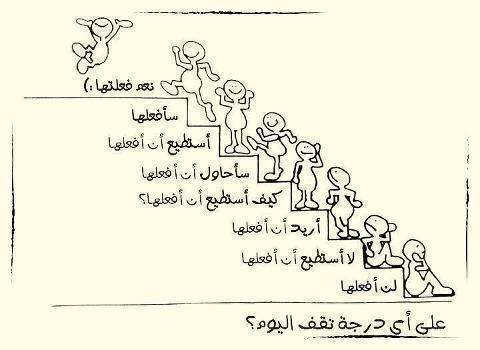 نعم فعلتها :)
سأفعلها
أستطيع أن أفعلها
سأحاول أن أفعلها
كيف أستطيع أن أفعلها؟
أريد أن أفعلها
لا أستطيع أن أفعلها
لن أفعلها
على أي درجة تقف اليوم؟